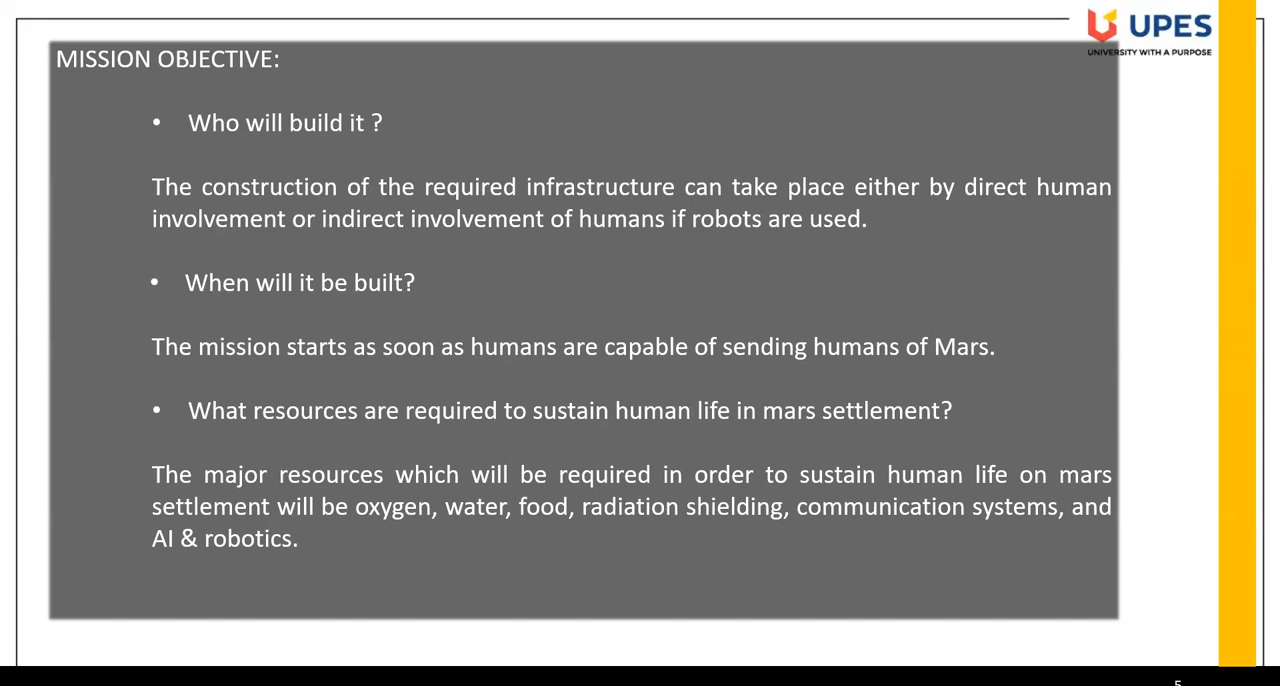 UPES
UNIVERSITY WITH A PURPOSE
MISSION OBJECTIVE:
• Who will build it ?
The construction of the required infrastructure can take place either by direct human
involvement or indirect involvement of humans if robots are used.
• When will it be built?
The mission starts as soon as humans are capable of sending humans of Mars.
• What resources are required to sustain human life in mars settlement?
The major resources which will be required in order to sustain human life on mars
settlement will be oxygen, water, food, radiation shielding, communication systems, and
AI & robotics.
5